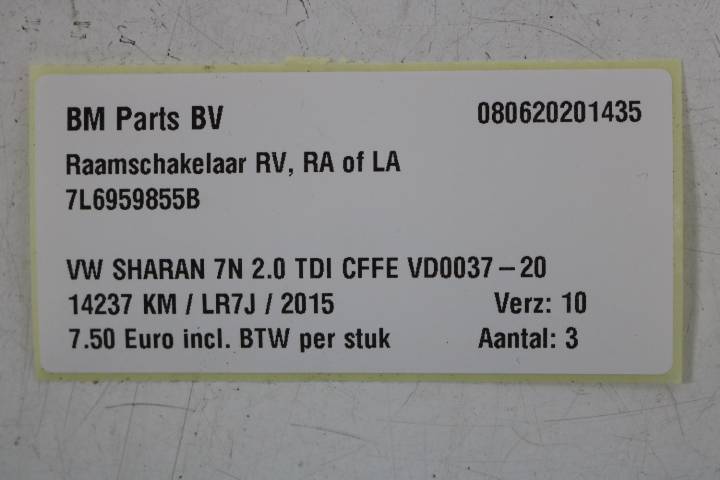 BM Parts BV 080620201435
Raamschakelaar RV, RA of LA
7L6959855B
VW SHARAN 7N 2.0 TDI CFFE VD0037-20
14237 KM / LR7J / 2015 Verz: 10
7.50 Euro incl. BTW per stuk Aantal: 3